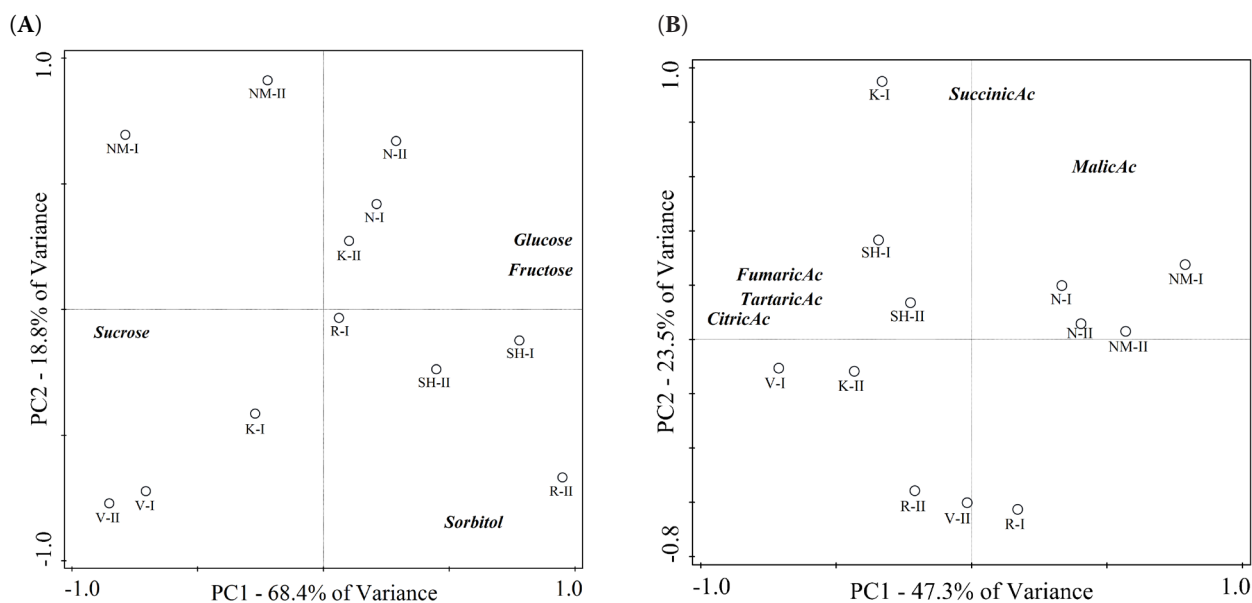 (A)
1.0
NM-II
NM-I
N-II
N-I
K-II
Glucose
Fructose
PC2 - 18.8% of Variance
R-I
Sucrose
SH-I
SH-II
K-I
R-II
V-II
V-I
Sorbitol
-1.0
-1.0
PC1 - 68.4% of Variance
1.0
(B)
1.0
K-I
SuccinicAc
MalicAc
SH-I
FumaricAc
NM-I
TartaricAc
N-I
CitricAc
SH-II
N-II
NM-II
PC2 - 23.5% of Variance
V-I
K-II
R-II
V-II
R-I
-0.8
-1.0
PC1 - 47.3% of Variance
1.0